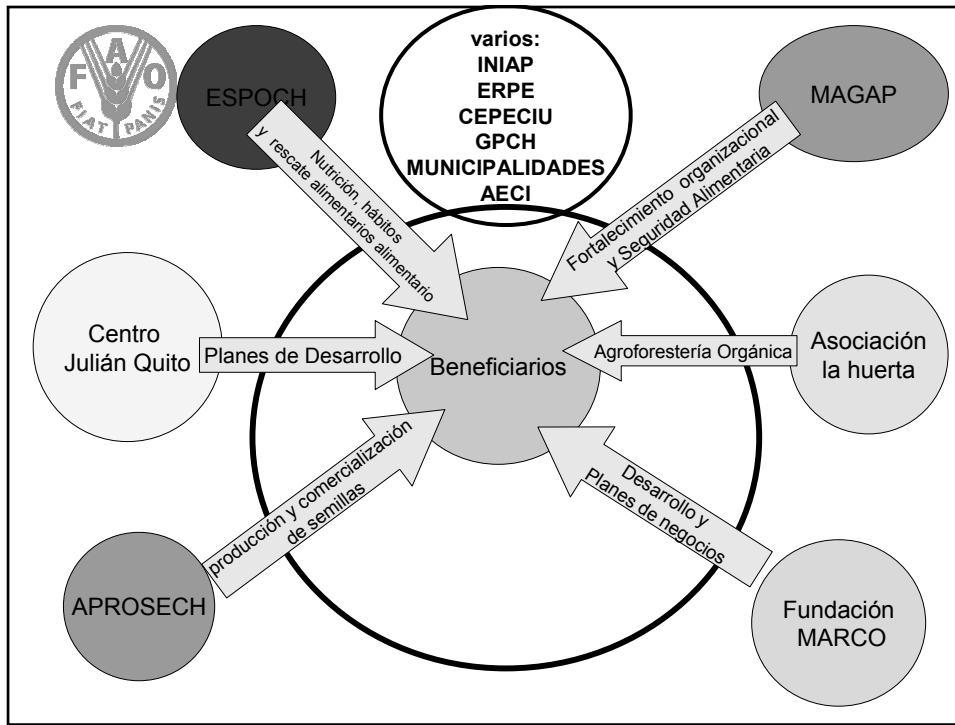 F A O
FIAT PANIS
ESPOCH
varios:
INIAP
ERPE
CEPECIU
GPCH
MUNICIPALIDADES
AECI
MAGAP
Nutrición, hábitos
y rescate alimentarios alimentario
Fortalecimiento organizacional
y Seguridad Alimentaria
Centro
Julián Quito
Planes de Desarrollo
Beneficiarios
Agroforestería Orgánica
Asociación
la huerta
producción y comercialización
de semillas
Desarrollo y
Planes de negocios
APROSECH
Fundación
MARCO